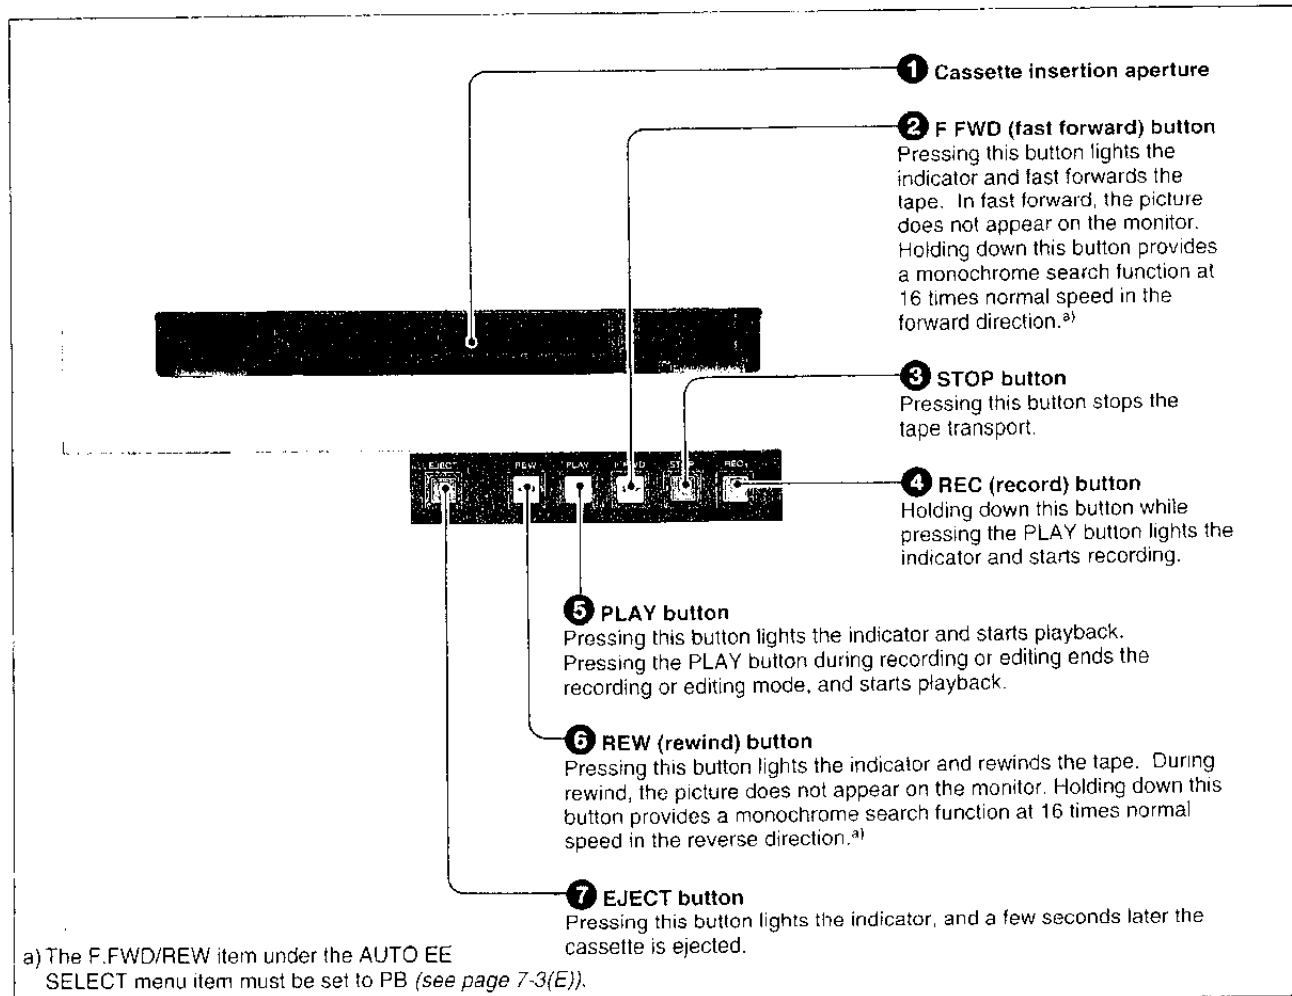 ❶ Cassette insertion aperture
❷ F FWD (fast forward) button
Pressing this button lights the
indicator and fast forwards the
tape. In fast forward, the picture
does not appear on the monitor.
Holding down this button provides
a monochrome search function at
16 times normal speed in the
forward direction.a)
❸ STOP button
Pressing this button stops the
tape transport.
EJECT REW PLAY F FWD STOP REC
❹ REC (record) button
Holding down this button while
pressing the PLAY button lights the
indicator and starts recording.
❺ PLAY button
Pressing this button lights the indicator and starts playback.
Pressing the PLAY button during recording or editing ends the
recording or editing mode, and starts playback.
❻ REW (rewind) button
Pressing this button lights the indicator and rewinds the tape. During
rewind, the picture does not appear on the monitor. Holding down this
button provides a monochrome search function at 16 times normal
speed in the reverse direction.a)
❼ EJECT button
Pressing this button lights the indicator, and a few seconds later the
cassette is ejected.
a) The F.FWD/REW item under the AUTO EE
SELECT menu item must be set to PB (see page 7-3(E)).